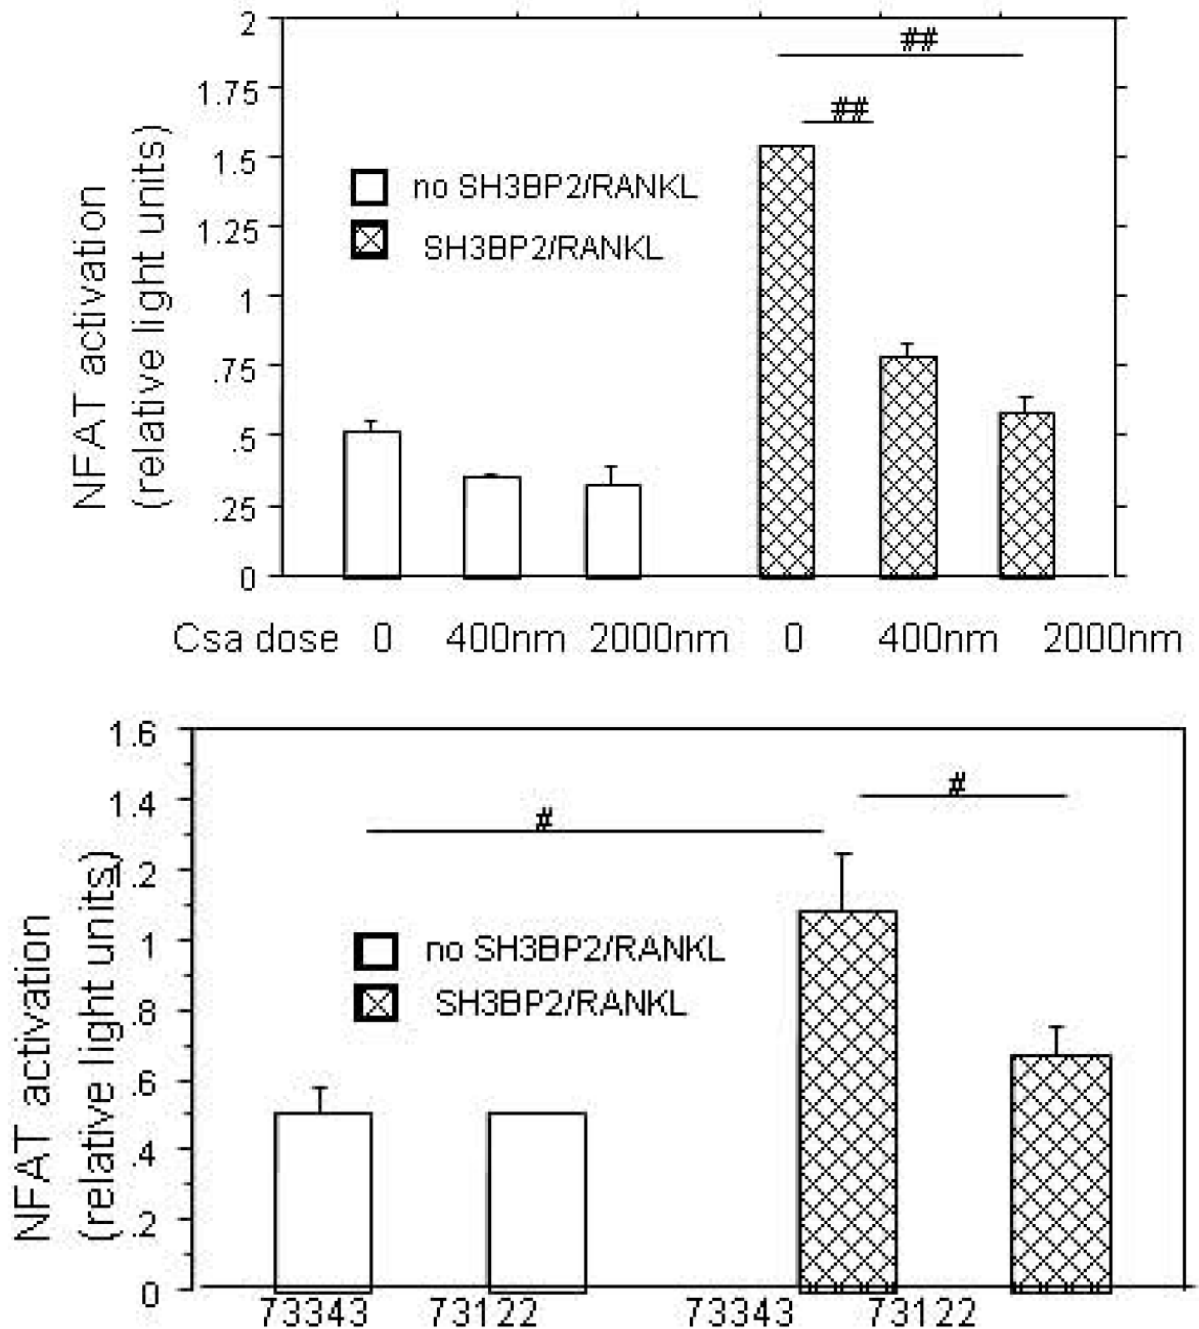 2
1.75
1.5
1.25
1
.75
.5
.25
0
NFAT activation
(relative light units)
##
##
no SH3BP2/RANKL
SH3BP2/RANKL
Csa dose 0 400nm 2000nm 0 400nm 2000nm
1.6
1.4
.2
1
.8
.6
.4
.2
0
NFAT activation
(relative light units)
#
#
no SH3BP2/RANKL
SH3BP2/RANKL
73343 73122 73343 73122